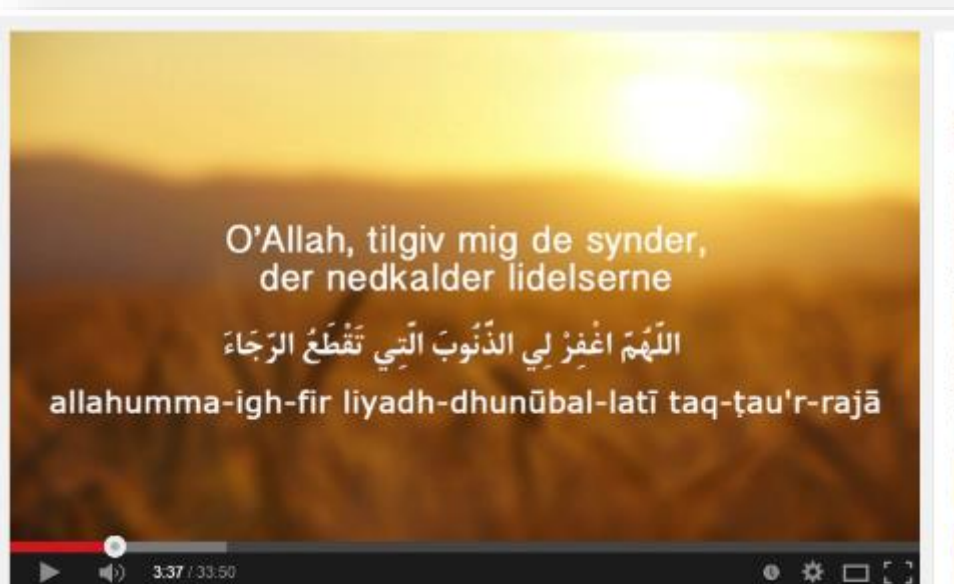 O'Allah, tilgiv mig de synder,
der nedkalder lidelserne
اللّهُمّ اغْفِرْ لِي الذُّنُوبَ الّتِي تَقْطَعُ الرّجَاءَ
allahumma-igh-fir liyadh-dhunūbal-latī taq-ṭau'r-rajā
3:37 / 33:50